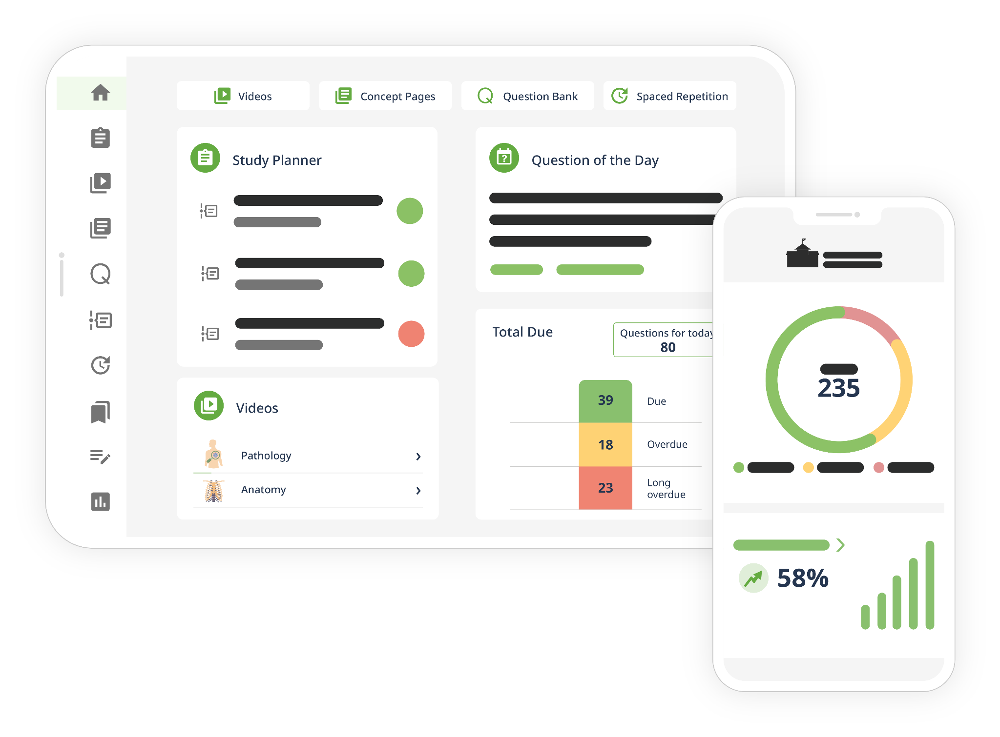 Videos
Concept Pages
Question Bank
Spaced Repetition
Study Planner
Question of the Day
Total Due
Questions for today
80
39
Due
18
Overdue
23
Long
overdue
Videos
Pathology
Anatomy
235
58%